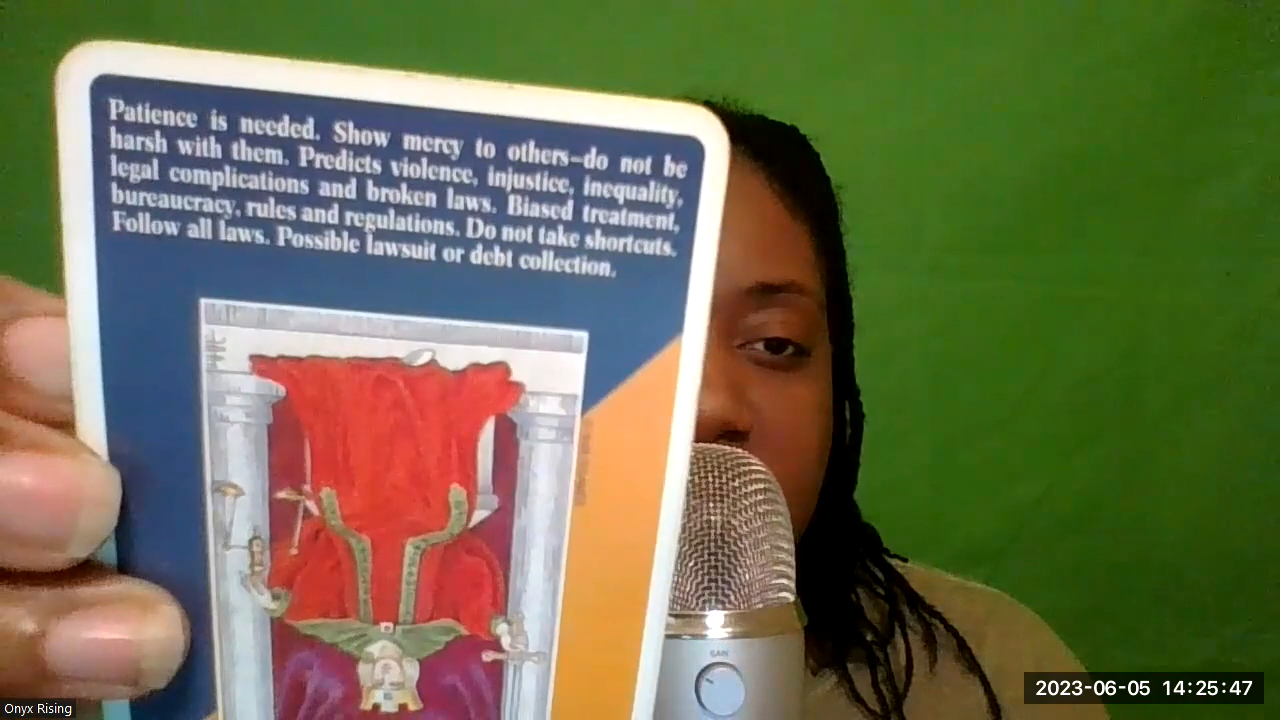 Patience is needed. Show mercy to others–do not be
harsh with them. Predicts violence, injustice, inequality,
legal complications and broken laws. Biased treatment,
bureaucracy, rules and regulations. Do not take shortcuts.
Follow all laws. Possible lawsuit or debt collection.
GAIN
Onyx Rising
2023-06-05 14:25:47